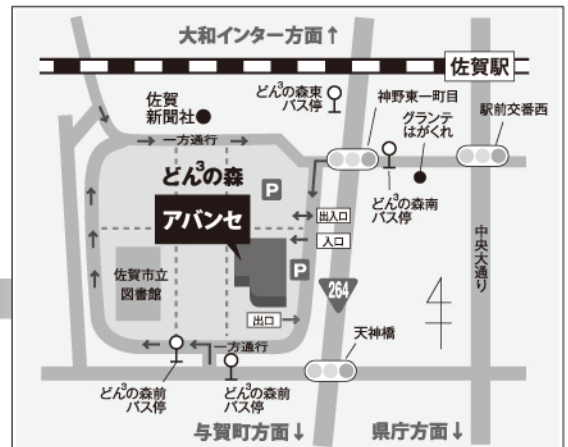 大和インター方面↑
佐賀駅
どん³の森東
バス停
佐賀
新聞社
神野東一町目
グランデ
はがくれ
駅前交番西
一方通行
どん³の森
P
アバンセ
出入口
入口
どん³の森南
バス停
中央大通り
佐賀市立
図書館
P
264
出口
天神橋
一方通行
どん³の森前
バス停
どん³の森前
バス停
与賀町方面↓
県庁方面↓